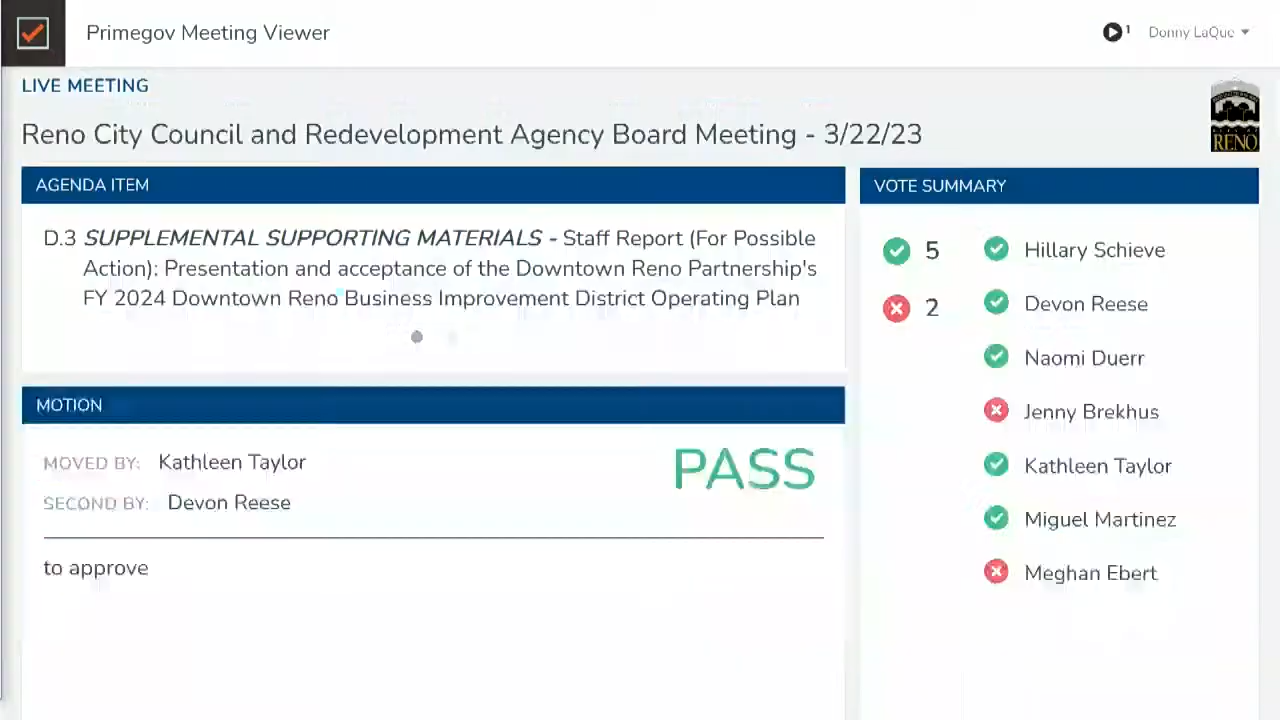 Primegov Meeting Viewer
1
Donny LaQue
LIVE MEETING
Reno City Council and Redevelopment Agency Board Meeting - 3/22/23
RENO
AGENDA ITEM
D.3 SUPPLEMENTAL SUPPORTING MATERIALS - Staff Report (For Possible
Action): Presentation and acceptance of the Downtown Reno Partnership's
FY 2024 Downtown Reno Business Improvement District Operating Plan
MOTION
MOVED BY: Kathleen Taylor
PASS
SECOND BY: Devon Reese
to approve
VOTE SUMMARY
5
2
Hillary Schieve
Devon Reese
Naomi Duerr
Jenny Brekhus
Kathleen Taylor
Miguel Martinez
Meghan Ebert